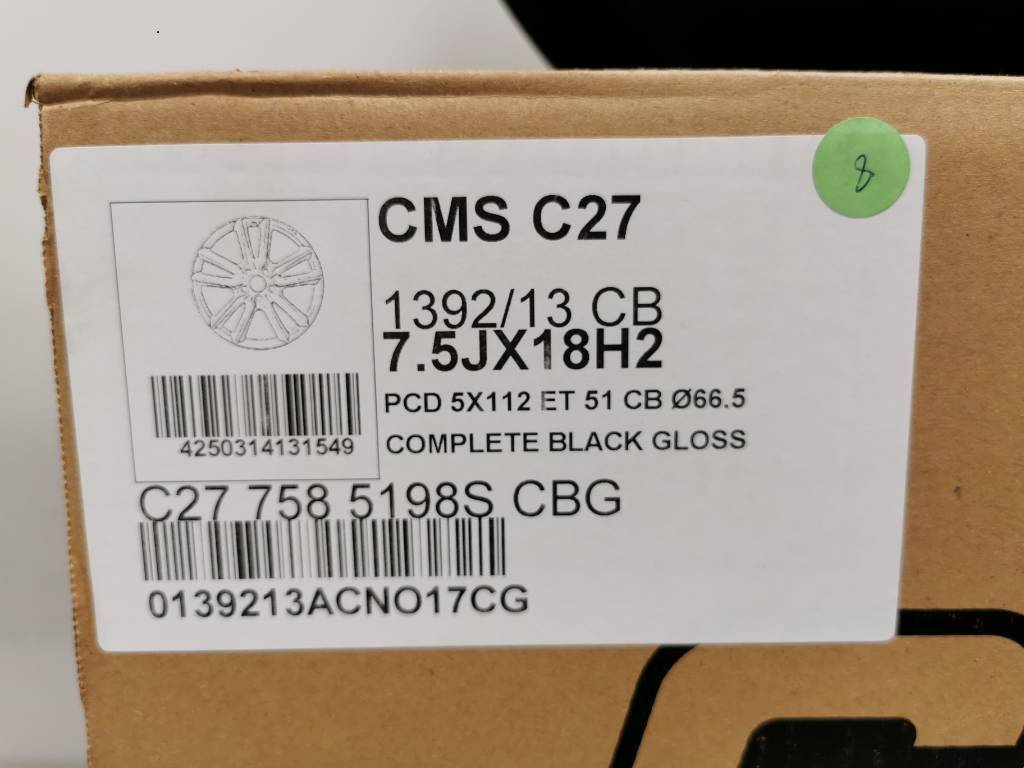 8
CMS C27
1392/13 CB
7.5JX18H2
PCD 5X112 ET 51 CB Ø66.5
COMPLETE BLACK GLOSS
4250314131549
C27 758 5198S CBG
0139213ACNO17CG